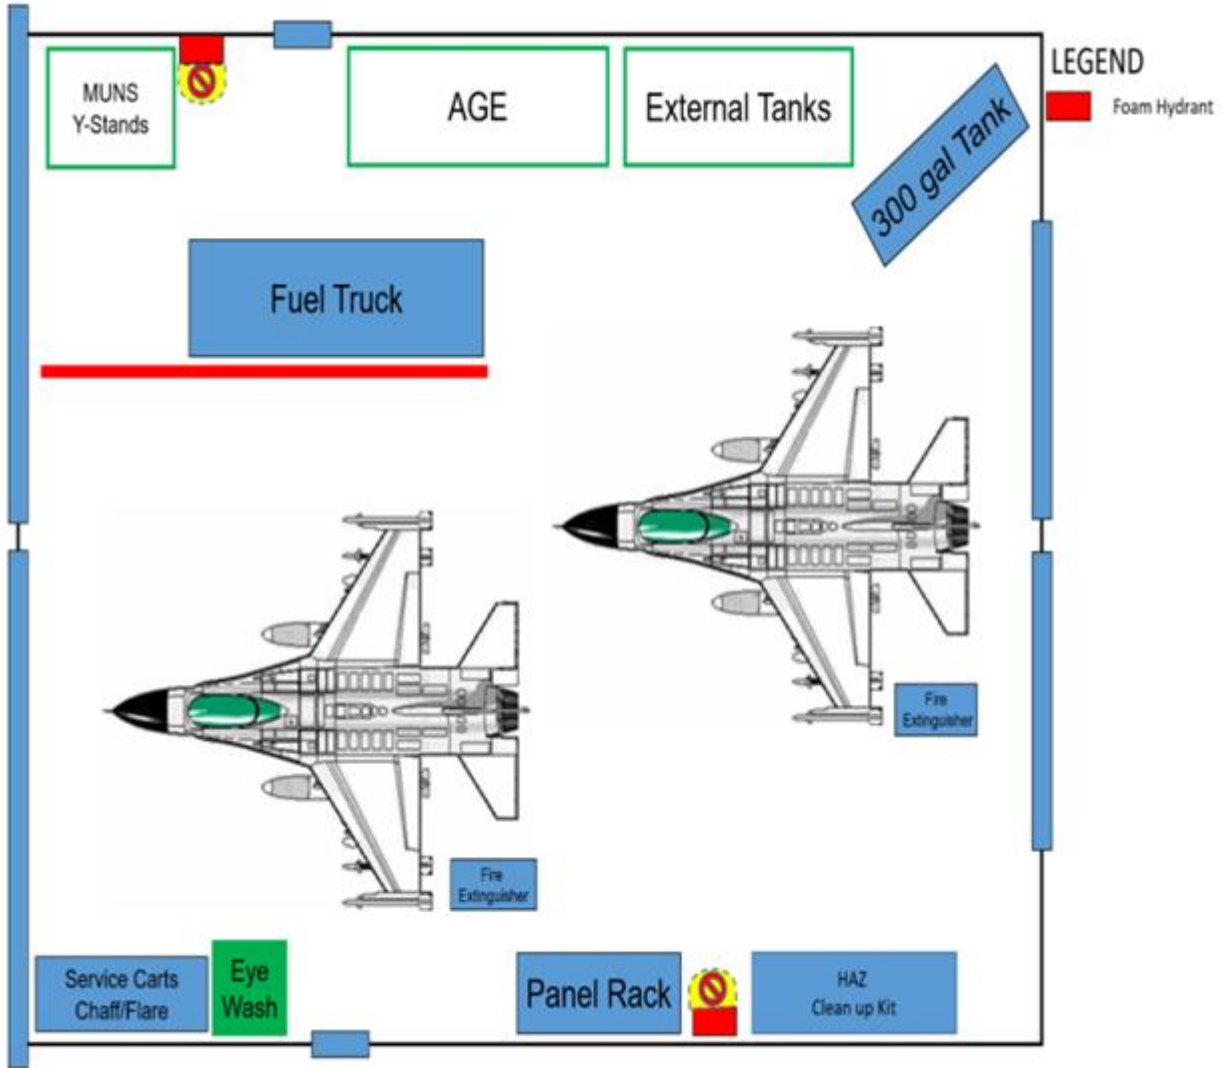 MUNS
Y-Stands
AGE
External Tanks
300 gal Tank
LEGEND
Foam Hydrant
Fuel Truck
Fire
Extinguisher
Fire
Extinguisher
Service Carts
Chaff/Flare
Eye
Wash
Panel Rack
HAZ
Clean up Kit